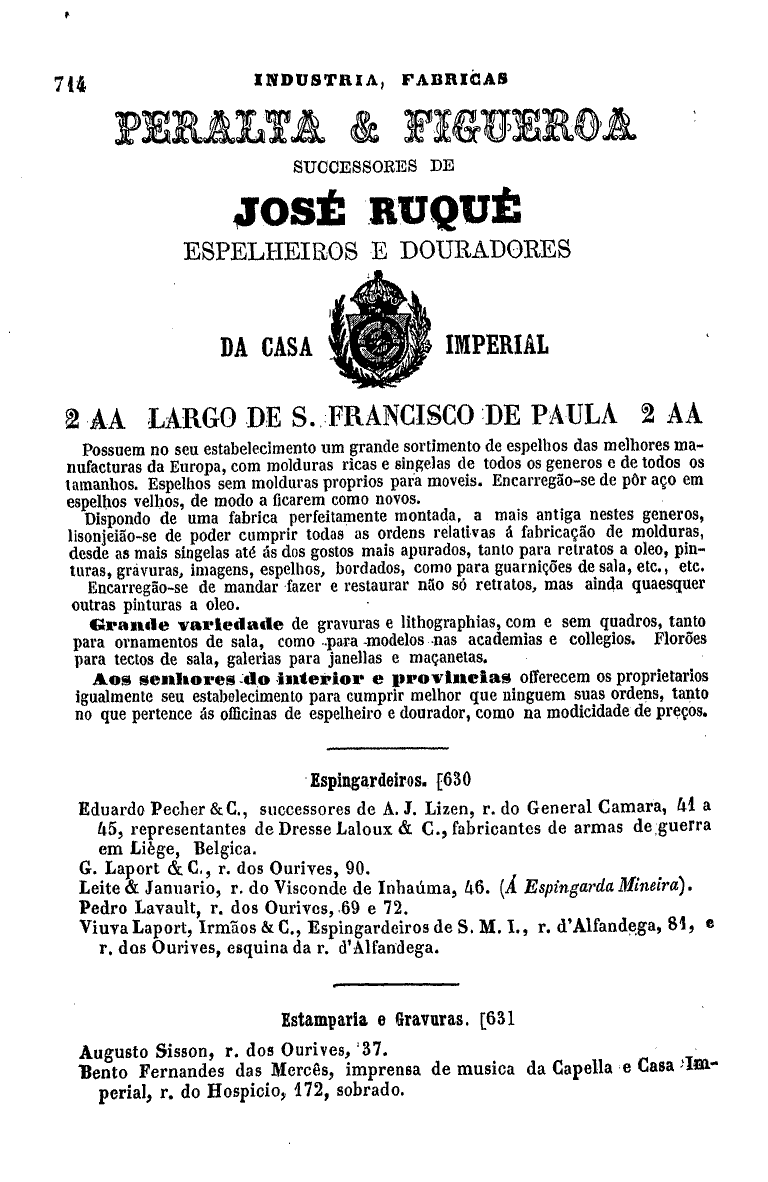 714 INDUSTRIA, FABRICAS
PERALTA & FIGUEROA
SUCCESSORES DE
JOSÉ RUQUÉ
ESPELHEIROS E DOURADORES
DA CASA IMPERIAL
2 AA LARGO DE S. FRANCISCO DE PAULA 2 AA
Possuem no seu estabelecimento um grande sortimento de espelhos das melhores ma-
nufacturas da Europa, com molduras ricas e singelas de todos os generos e de todos os
tamanhos. Espelhos sem molduras proprios para moveis. Encarregão-se de pôr aço em
espelhos velhos, de modo a ficarem como novos.
Dispondo de uma fabrica perfeitamente montada, a mais antiga nestes generos,
lisonjeião-se de poder cumprir todas as ordens relativas á fabricação de molduras,
desde as mais singelas até ás dos gostos mais apurados, tanto para retratos a oleo, pin-
turas, gravuras, imagens, espelhos, bordados, como para guarnições de sala, etc., etc.
Encarregão-se de mandar fazer e restaurar não só retratos, mas ainda quaesquer
outras pinturas a oleo.
Grande variedade de gravuras e lithographias, com e sem quadros, tanto
para ornamentos de sala, como para modelos nas academias e collegios. Florões
para tectos de sala, galerias para janellas e maçanetas.
Aos senhores do interior e provincias offerecem os proprietarios
igualmente seu estabelecimento para cumprir melhor que ninguem suas ordens, tanto
no que pertence ás officinas de espelheiro e dourador, como na modicidade de preços.
Espingardeiros. [630
Eduardo Pecher & C., successores de A. J. Lizen, r. do General Camara, 41 a
45, representantes de Dresse Laloux & C., fabricantes de armas de guerra
em Liège, Belgica.
G. Laport & C., r. dos Ourives, 90.
Leite & Januario, r. do Visconde de Inhaúma, 46. (Á Espingarda Mineira).
Pedro Lavault, r. dos Ourives, 69 e 72.
Viuva Laport, Irmãos & C., Espingardeiros de S. M. I., r. d'Alfandega, 81, e
r. dos Ourives, esquina da r. d'Alfandega.
Estamparia e Gravuras. [631
Augusto Sisson, r. dos Ourives, 37.
Bento Fernandes das Mercês, imprensa de musica da Capella e Casa Im-
perial, r. do Hospicio, 172, sobrado.